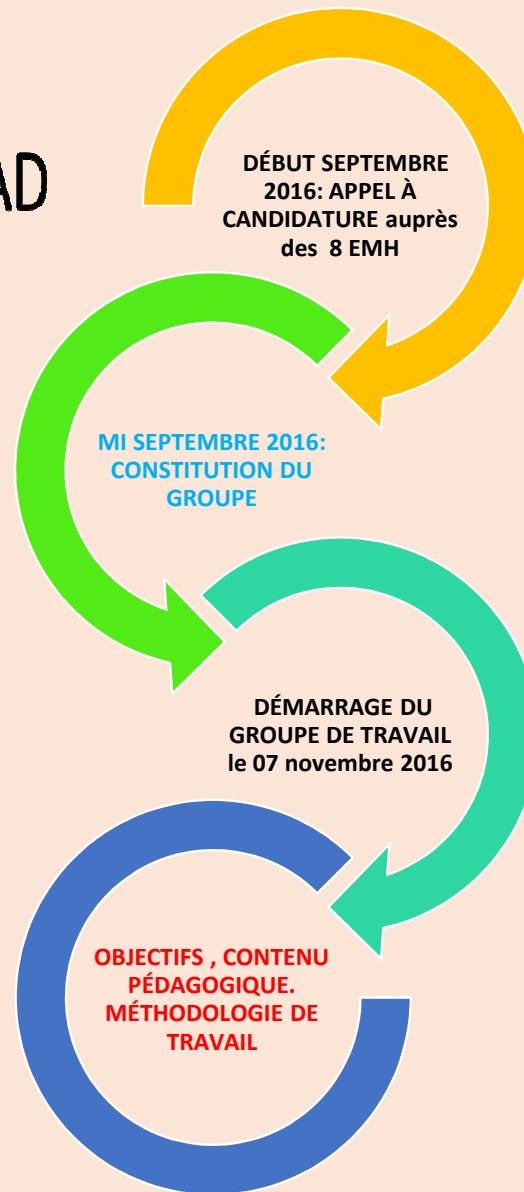 AD
DÉBUT SEPTEMBRE
2016: APPEL À
CANDIDATURE auprès
des 8 EMH
MI SEPTEMBRE 2016:
CONSTITUTION DU
GROUPE
DÉMARRAGE DU
GROUPE DE TRAVAIL
le 07 novembre 2016
OBJECTIFS , CONTENU
PÉDAGOGIQUE.
MÉTHODOLOGIE DE
TRAVAIL